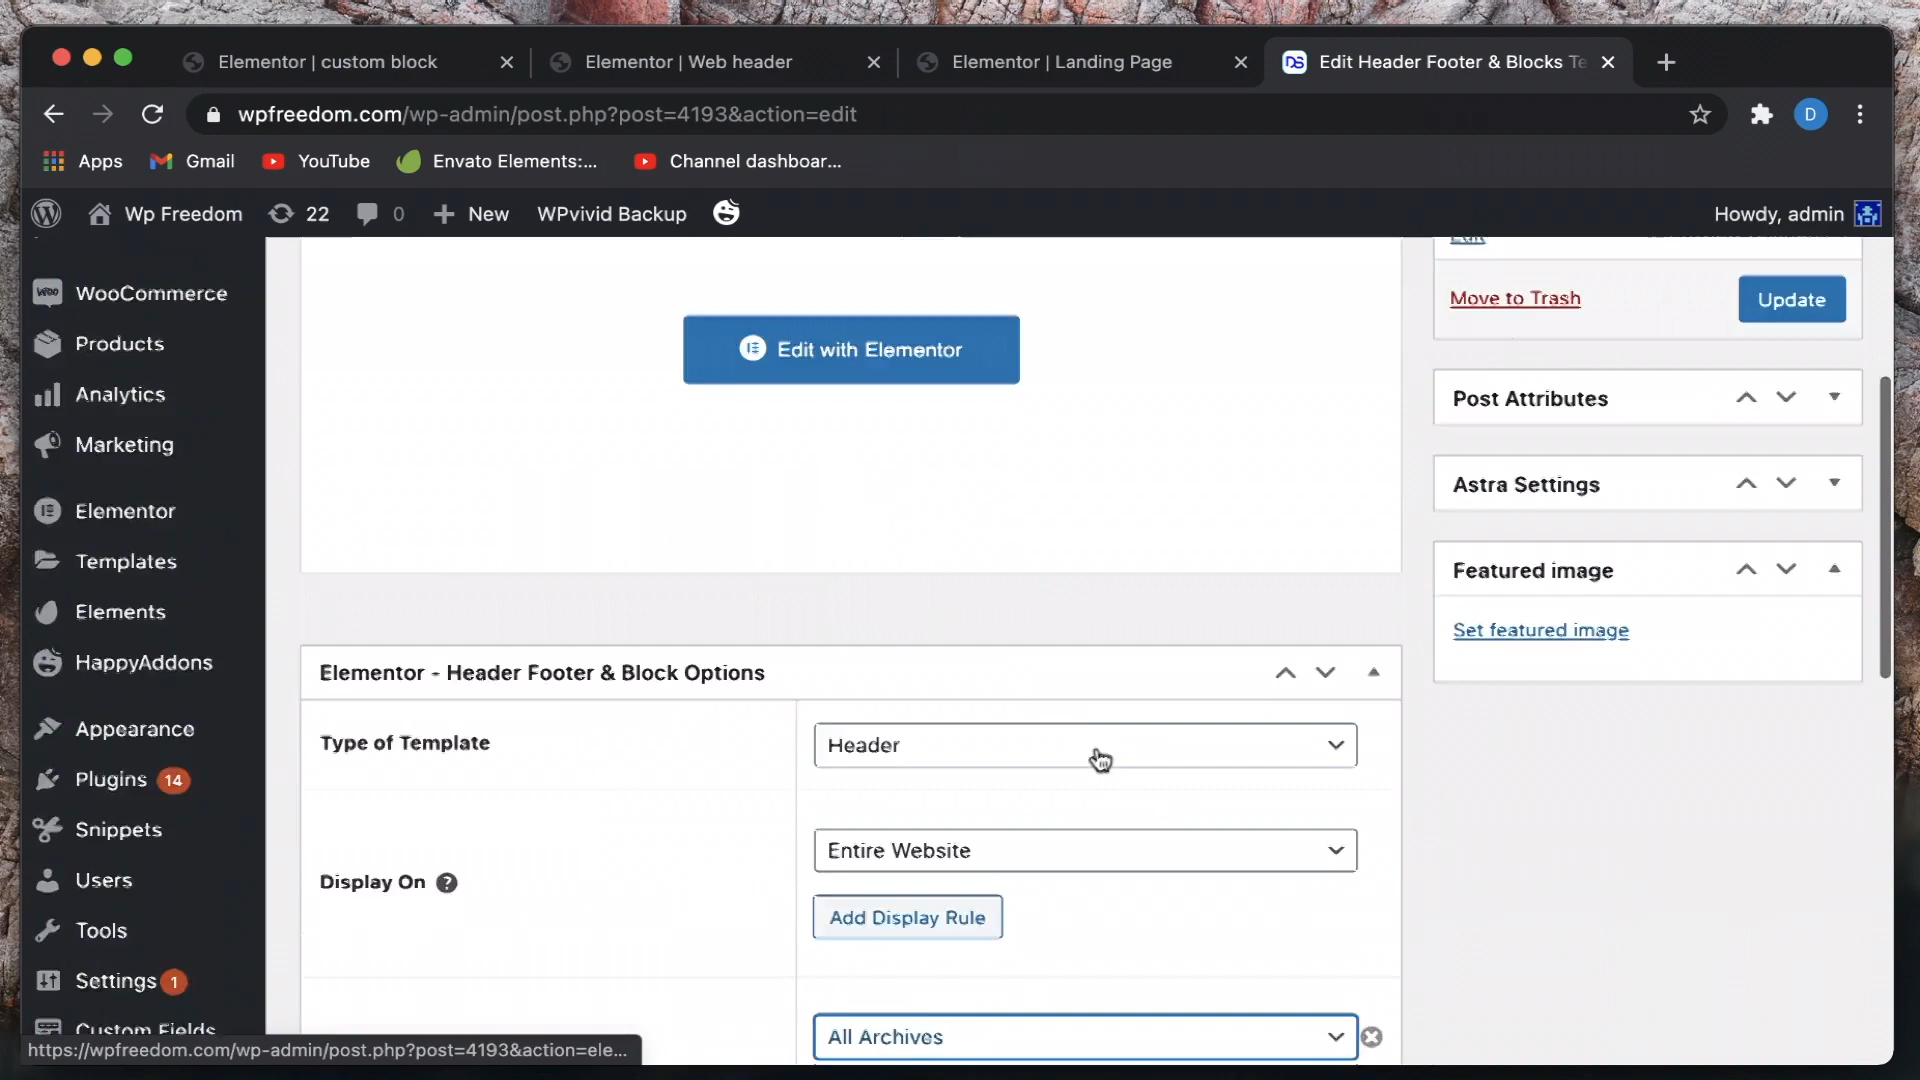 Elementor | custom block
Elementor | Web header
Elementor | Landing Page
Edit Header Footer & Blocks Te
wpfreedom.com/wp-admin/post.php?post=4193&action=edit
D
Apps
Gmail
YouTube
Envato Elements:...
Channel dashboar...
Wp Freedom
22
0
New
WPvivid Backup
Howdy, admin
WooCommerce
Products
Analytics
Marketing
Elementor
Templates
Elements
HappyAddons
Appearance
Plugins 14
Snippets
Users
Tools
Settings 1
Custom Fields
https://wpfreedom.com/wp-admin/post.php?post=4193&action=ele...
Edit with Elementor
Elementor - Header Footer & Block Options
Type of Template
Header
Display On ?
Entire Website
Add Display Rule
All Archives
Edit
Move to Trash
Update
Post Attributes
Astra Settings
Featured image
Set featured image